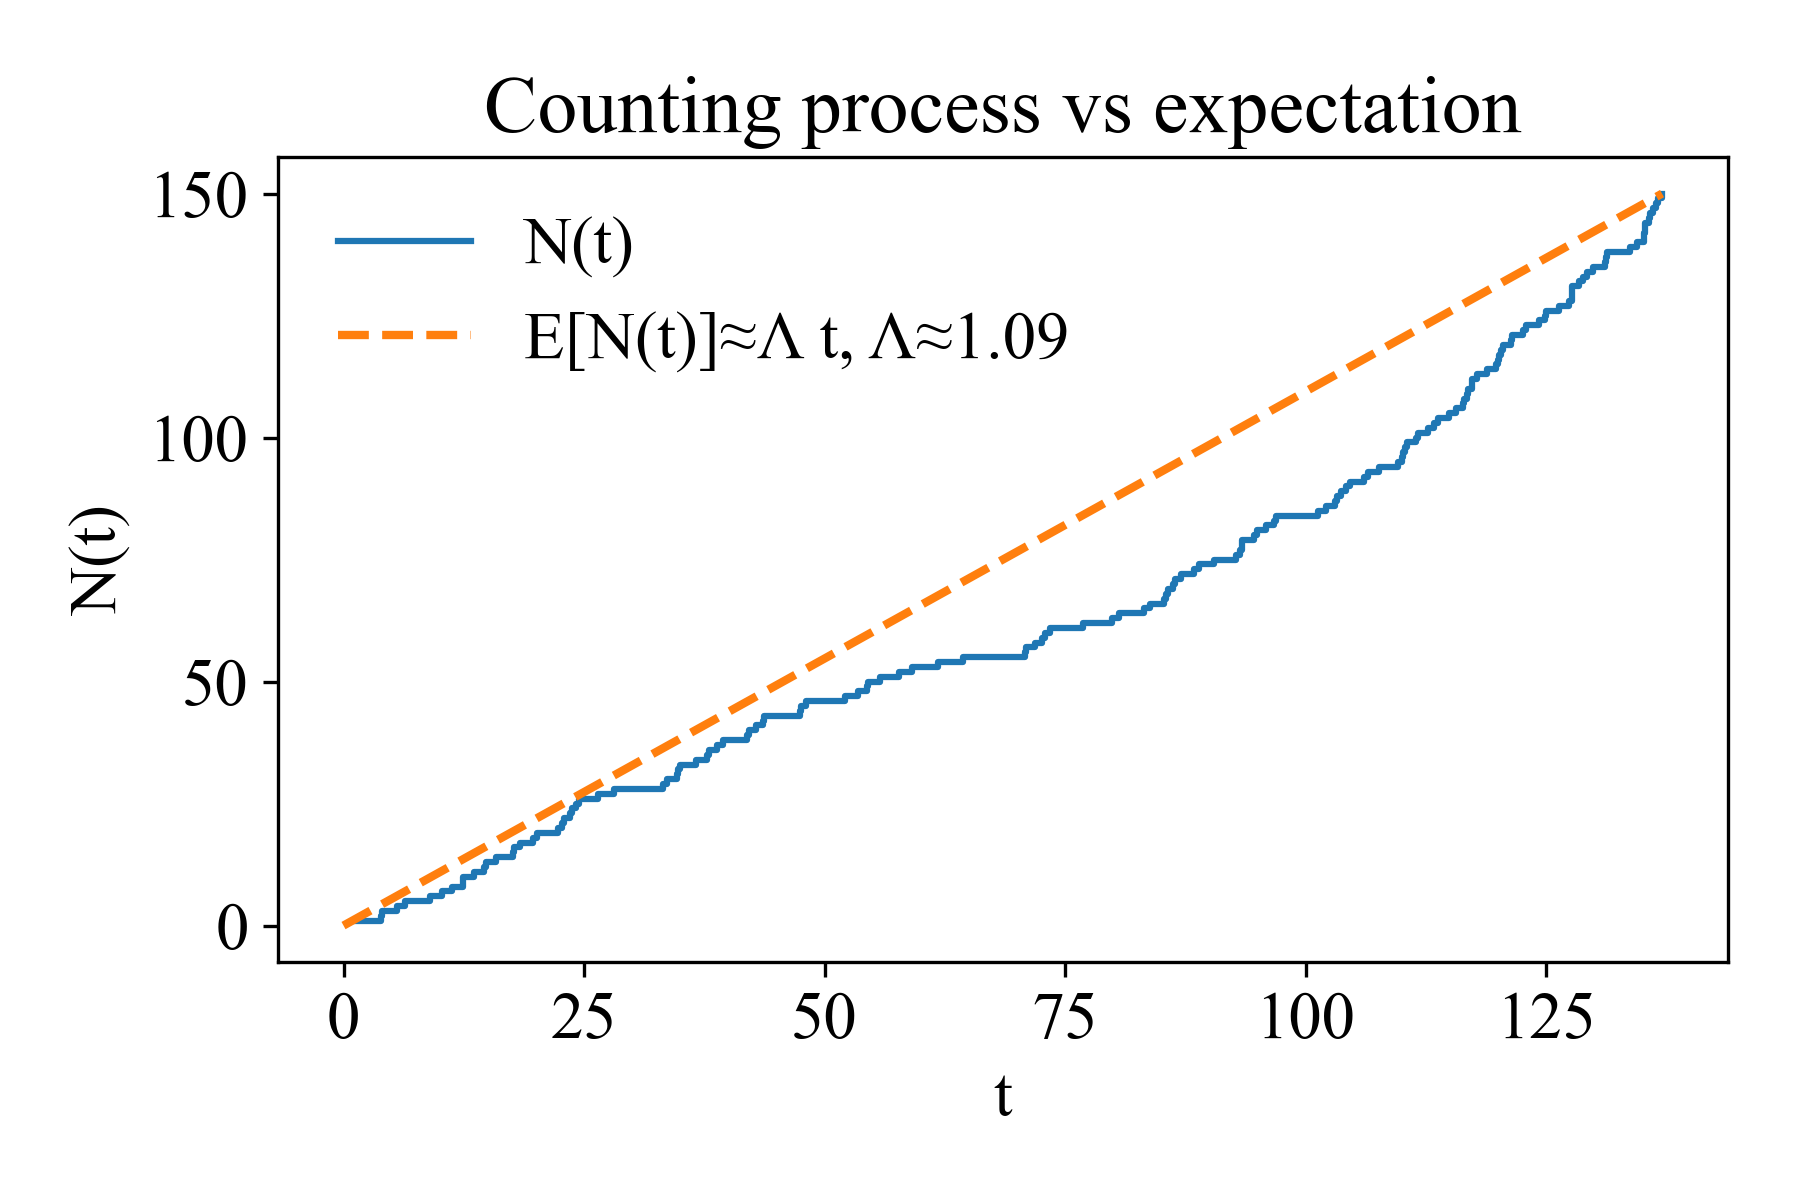 Counting process vs expectation
N(t)
E[N(t)]≈Λ t, Λ≈1.09
150
100
50
0
N(t)
0 25 50 75 100 125
t